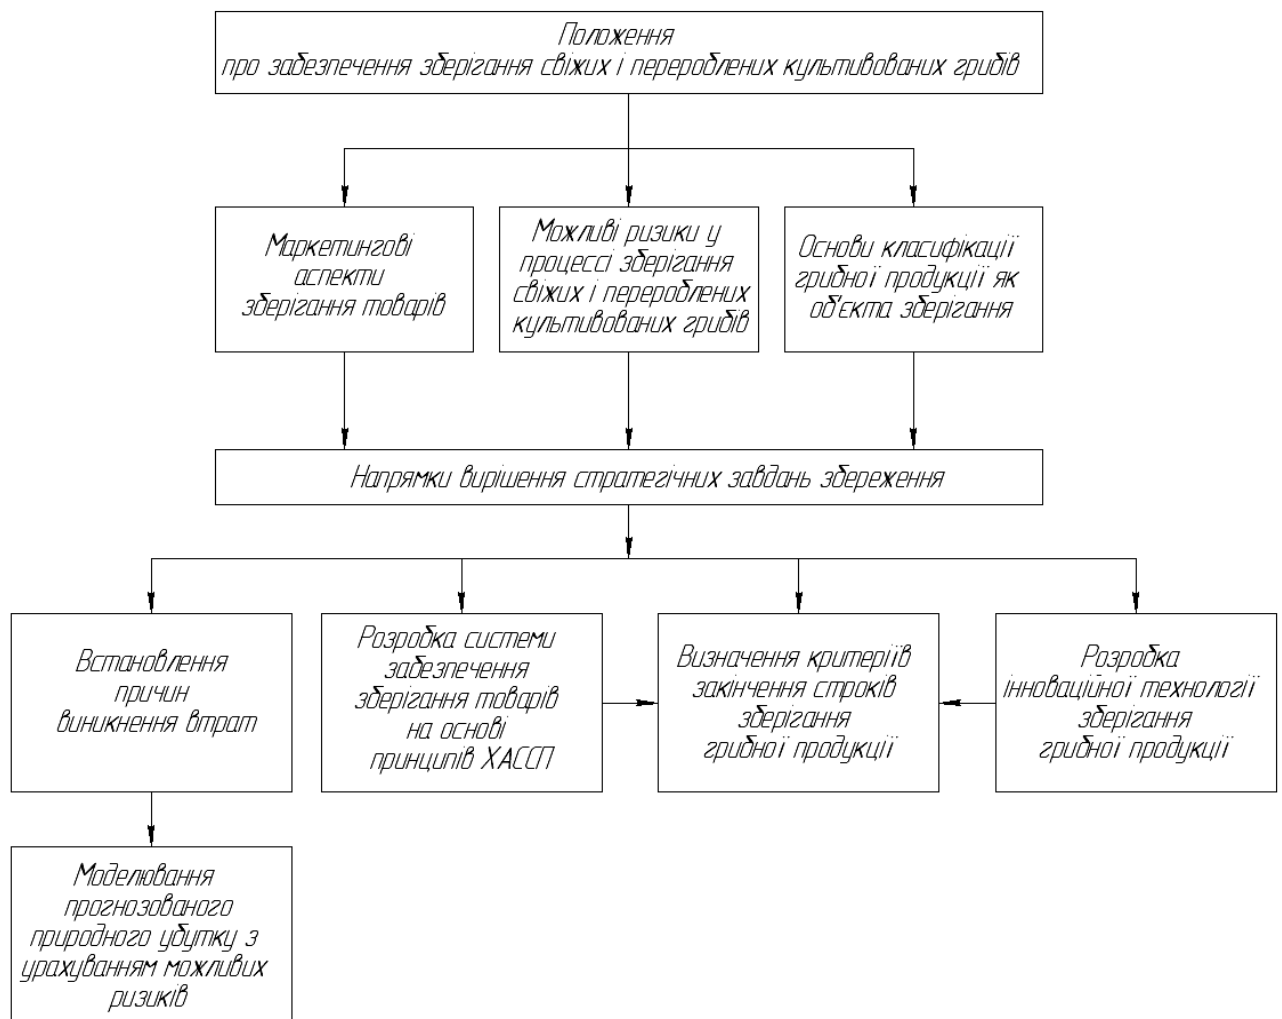 Положення
про забезпечення зберігання свіжих і перероблених культивованих грибів
Маркетингові
аспекти
зберігання товарів
Можливі ризики у
процессі зберігання
свіжих і перероблених
культивованих грибів
Основи класифікації
грибної продукції як
об'єкта зберігання
Напрямки вирішення стратегічних завдань збереження
Встановлення
причин
виникнення втрат
Розробка системи
забезпечення
зберігання товарів
на основі
принципів ХАССП
Визначення критеріїв
закінчення строків
зберігання
грибної продукції
Розробка
інноваційної технології
зберігання
грибної продукції
Моделювання
прогнозованого
природного убутку з
урахуванням можливих
ризиків